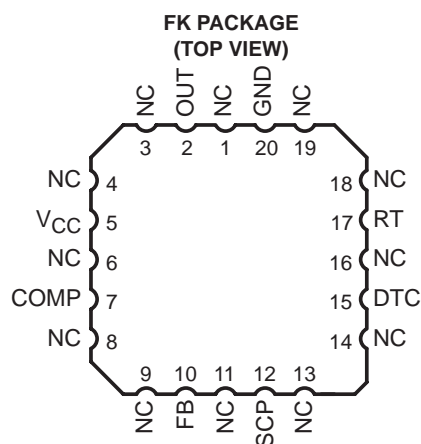 FK PACKAGE
(TOP VIEW)
NC OUT NC GND NC
3 2 1 20 19
NC 4 18 NC
VCC 5 17 RT
NC 6 16 NC
COMP 7 15 DTC
NC 8 14 NC
9 10 11 12 13
NC FB NC SCP NC